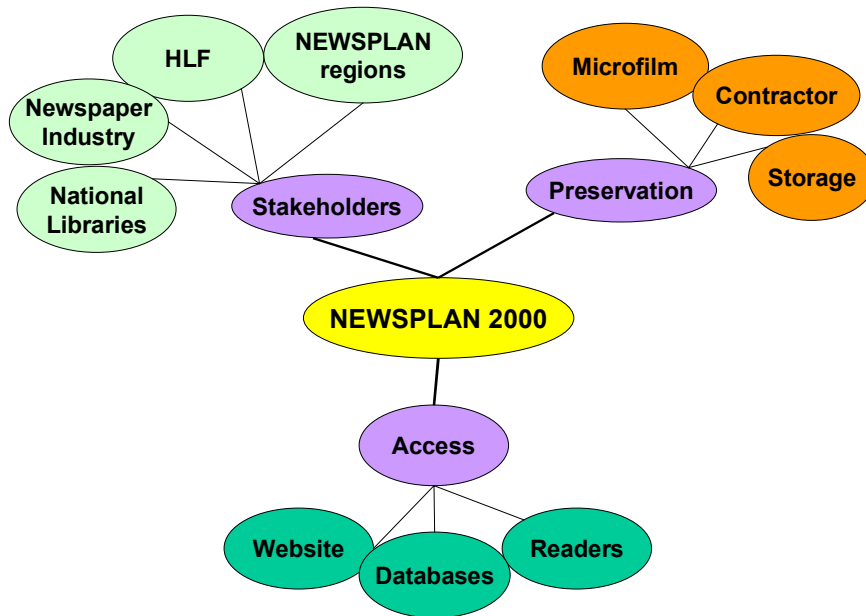 HLF
NEWSPLAN
regions
Newspaper
Industry
National
Libraries
Stakeholders
Microfilm
Contractor
Storage
Preservation
NEWSPLAN 2000
Access
Website
Databases
Readers